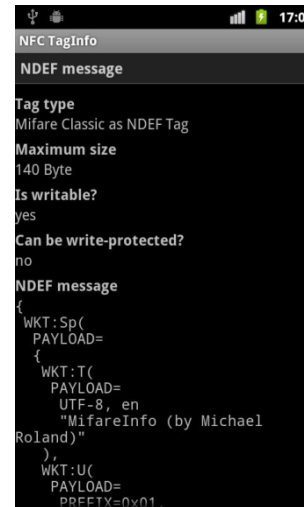 17:0
NFC TagInfo
NDEF message
Tag type
Mifare Classic as NDEF Tag
Maximum size
140 Byte
Is writable?
yes
Can be write-protected?
no
NDEF message
{
WKT:Sp(
PAYLOAD=
{
WKT:T(
PAYLOAD=
UTF-8, en
"MifareInfo (by Michael
Roland)"
),
WKT:U(
PAYLOAD=
PREFIX=0x01,